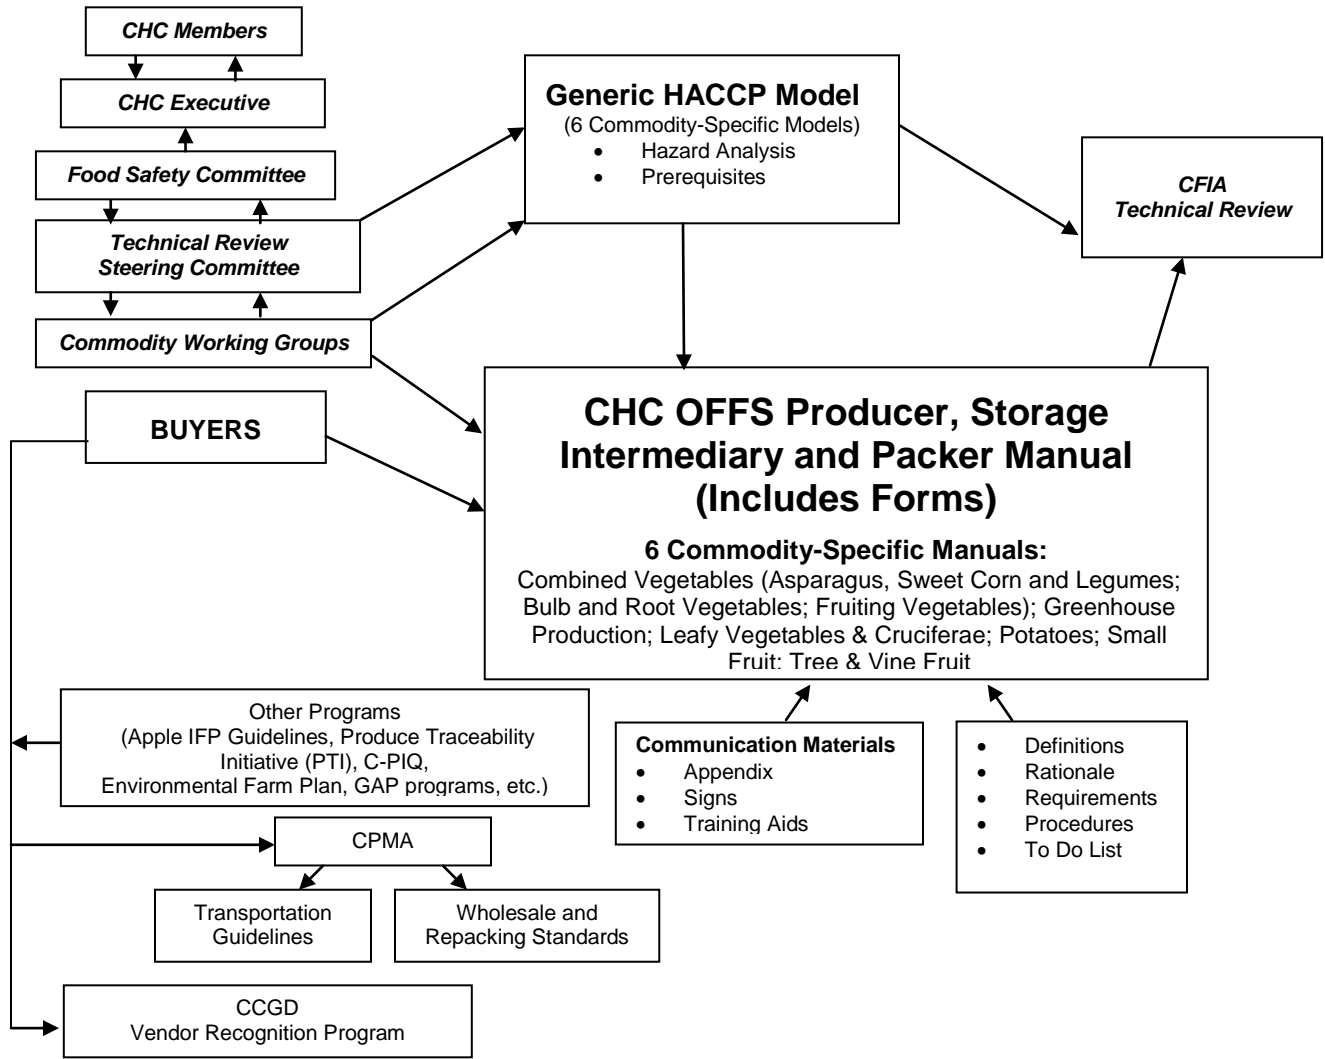 CHC Members
CHC Executive
Food Safety Committee
Technical Review
Steering Committee
Commodity Working Groups
BUYERS
Generic HACCP Model
(6 Commodity-Specific Models)
• Hazard Analysis
• Prerequisites
CFIA
Technical Review
CHC OFFS Producer, Storage
Intermediary and Packer Manual
(Includes Forms)
6 Commodity-Specific Manuals:
Combined Vegetables (Asparagus, Sweet Corn and Legumes;
Bulb and Root Vegetables; Fruiting Vegetables); Greenhouse
Production; Leafy Vegetables & Cruciferae; Potatoes; Small
Fruit; Tree & Vine Fruit
Other Programs
(Apple IFP Guidelines, Produce Traceability
Initiative (PTI), C-PIQ,
Environmental Farm Plan, GAP programs, etc.)
Communication Materials
• Appendix
• Signs
• Training Aids
• Definitions
• Rationale
• Requirements
• Procedures
• To Do List
CPMA
Transportation
Guidelines
Wholesale and
Repacking Standards
CCGD
Vendor Recognition Program